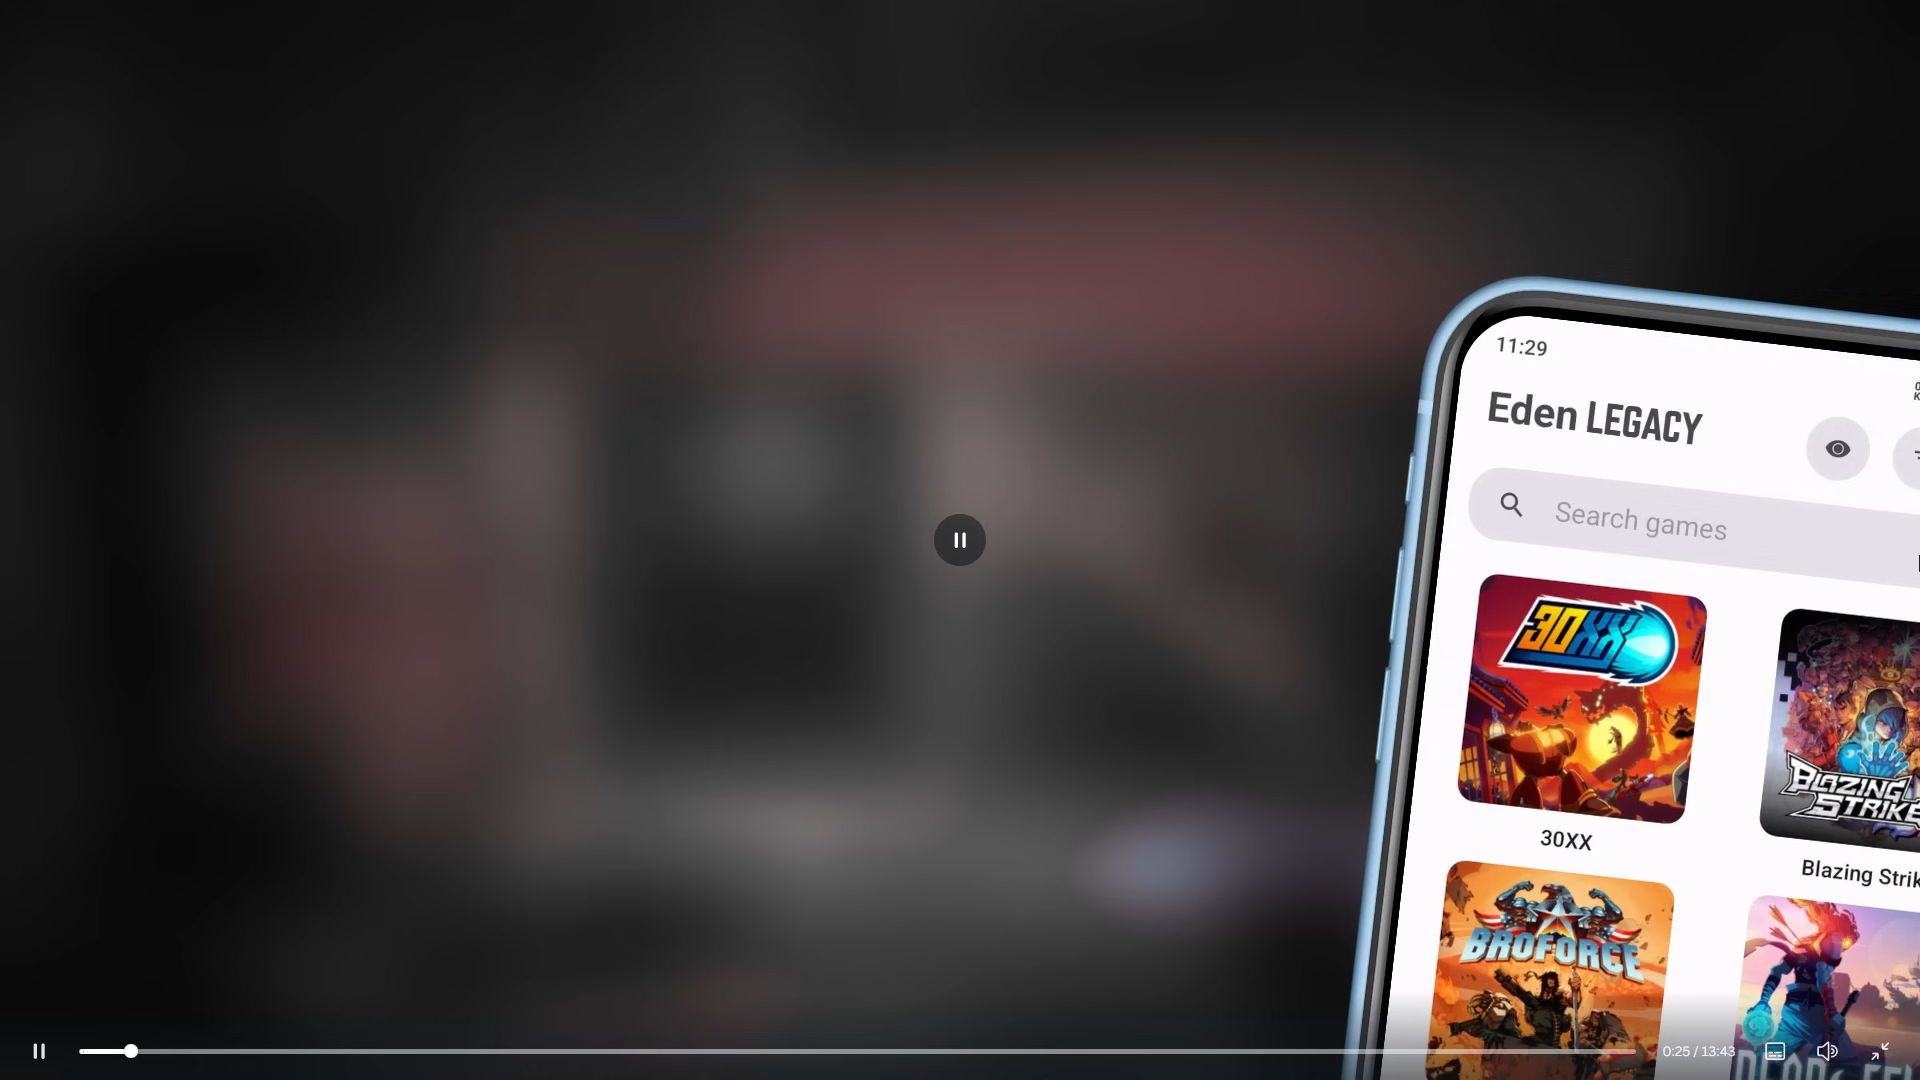 11:29
Eden LEGACY
Search games
30XX
BLAZING
STRIKE
30XX
Blazing Strik
BROFORCE
0:25 / 13:43